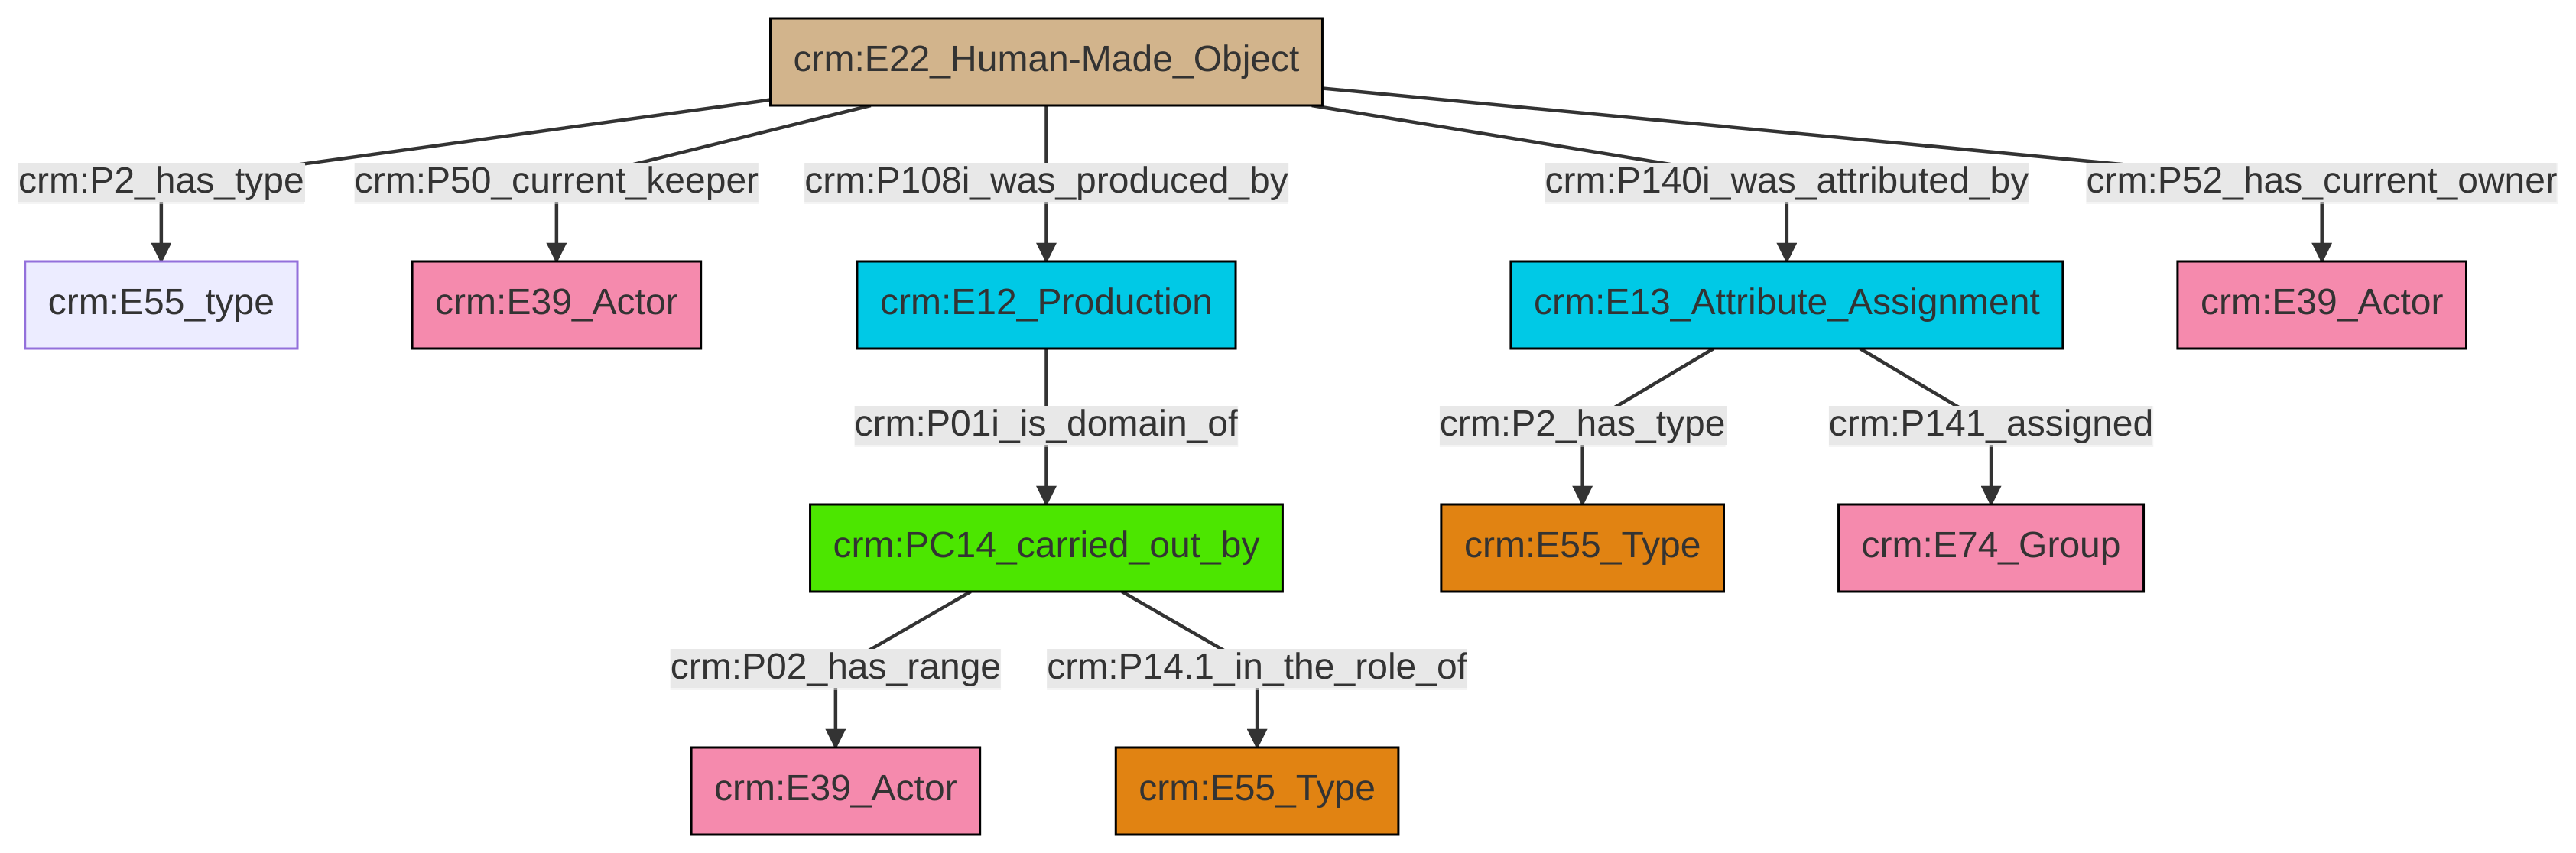 crm:E22_Human-Made_Object
crm:P2_has_type
crm:P50_current_keeper
crm:P108i_was_produced_by
crm:P140i_was_attributed_by
crm:P52_has_current_owner
crm:E55_type
crm:E39_Actor
crm:E12_Production
crm:E13_Attribute_Assignment
crm:E39_Actor
crm:P01i_is_domain_of
crm:P2_has_type
crm:P141_assigned
crm:PC14_carried_out_by
crm:E55_Type
crm:E74_Group
crm:P02_has_range
crm:P14.1_in_the_role_of
crm:E39_Actor
crm:E55_Type